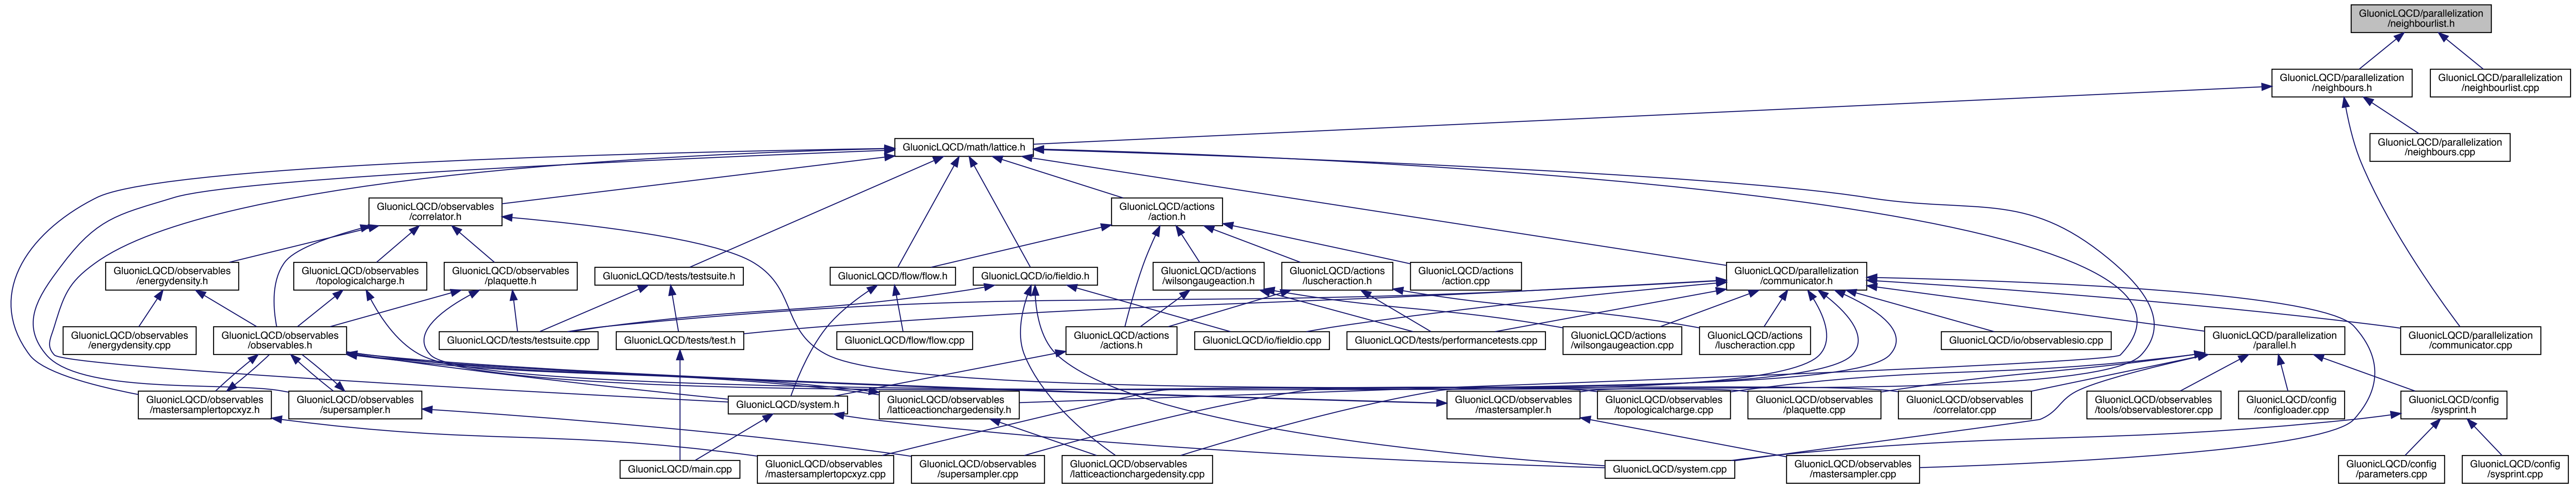 GluonicLQCD/parallelization
/neighbourlist.h
GluonicLQCD/parallelization
/neighbours.h
GluonicLQCD/parallelization
/neighbourlist.cpp
GluonicLQCD/math/lattice.h
GluonicLQCD/parallelization
/neighbours.cpp
GluonicLQCD/observables
/correlator.h
GluonicLQCD/actions
/action.h
GluonicLQCD/observables
/energydensity.h
GluonicLQCD/observables
/topologicalcharge.h
GluonicLQCD/observables
/plaquette.h
GluonicLQCD/tests/testsuite.h
GluonicLQCD/flow/flow.h
GluonicLQCD/io/fieldio.h
GluonicLQCD/actions
/wilsongaugeaction.h
GluonicLQCD/actions
/luscheraction.h
GluonicLQCD/actions
/action.cpp
GluonicLQCD/parallelization
/communicator.h
GluonicLQCD/observables
/energydensity.cpp
GluonicLQCD/observables
/observables.h
GluonicLQCD/tests/testsuite.cpp
GluonicLQCD/tests/test.h
GluonicLQCD/flow/flow.cpp
GluonicLQCD/actions
/actions.h
GluonicLQCD/io/fieldio.cpp
GluonicLQCD/tests/performancetests.cpp
GluonicLQCD/actions
/wilsongaugeaction.cpp
GluonicLQCD/actions
/luscheraction.cpp
GluonicLQCD/io/observablesio.cpp
GluonicLQCD/parallelization
/parallel.h
GluonicLQCD/parallelization
/communicator.cpp
GluonicLQCD/observables
/mastersamplertopcxyz.h
GluonicLQCD/observables
/supersampler.h
GluonicLQCD/system.h
GluonicLQCD/observables
/latticeactionchargedensity.h
GluonicLQCD/observables
/mastersampler.h
GluonicLQCD/observables
/topologicalcharge.cpp
GluonicLQCD/observables
/plaquette.cpp
GluonicLQCD/observables
/correlator.cpp
GluonicLQCD/observables
/tools/observablestorer.cpp
GluonicLQCD/config
/configloader.cpp
GluonicLQCD/config
/sysprint.h
GluonicLQCD/main.cpp
GluonicLQCD/observables
/mastersamplertopcxyz.cpp
GluonicLQCD/observables
/supersampler.cpp
GluonicLQCD/observables
/latticeactionchargedensity.cpp
GluonicLQCD/system.cpp
GluonicLQCD/observables
/mastersampler.cpp
GluonicLQCD/config
/parameters.cpp
GluonicLQCD/config
/sysprint.cpp